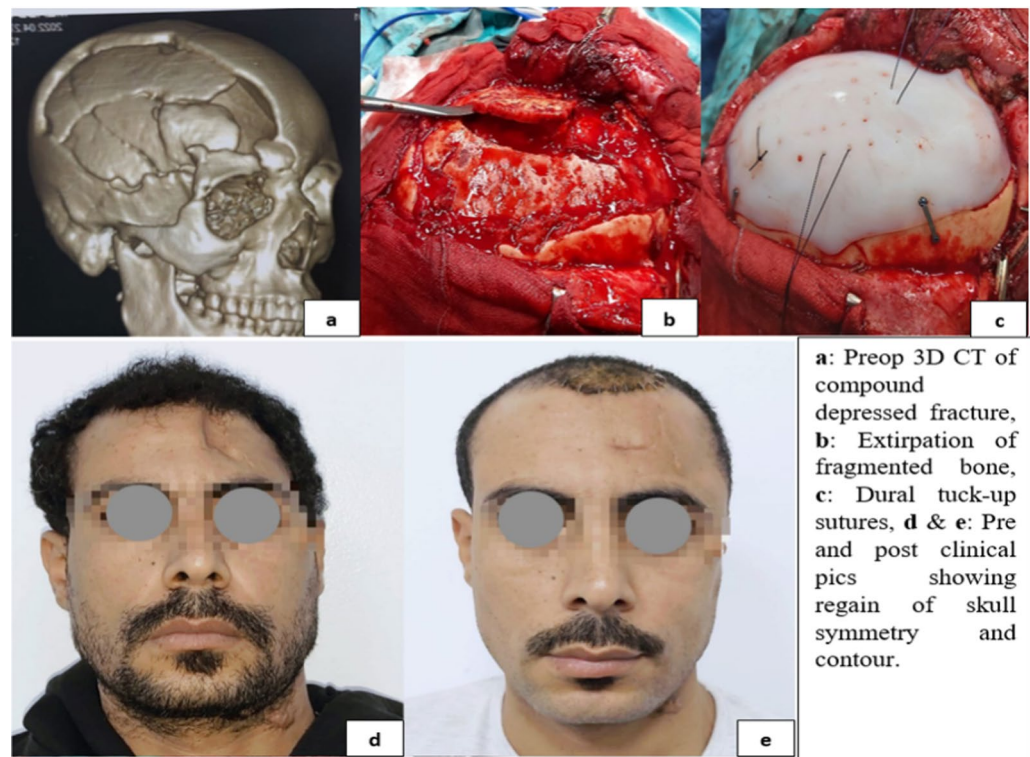 a
b
c
d
e
a: Preop 3D CT of
compound
depressed fracture,
b: Extirpation of
fragmented bone,
c: Dural tuck-up
sutures, d & e: Pre
and post clinical
pics showing
regain of skull
symmetry and
contour.